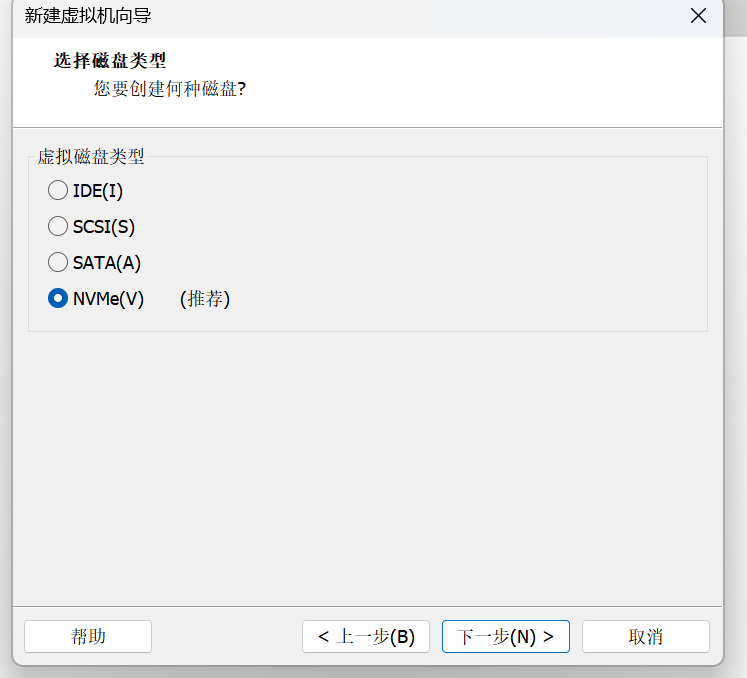 新建虚拟机向导
选择磁盘类型
您要创建何种磁盘?
虚拟磁盘类型
IDE(I)
SCSI(S)
SATA(A)
NVMe(V) (推荐)
帮助 < 上一步(B) 下一步(N) > 取消